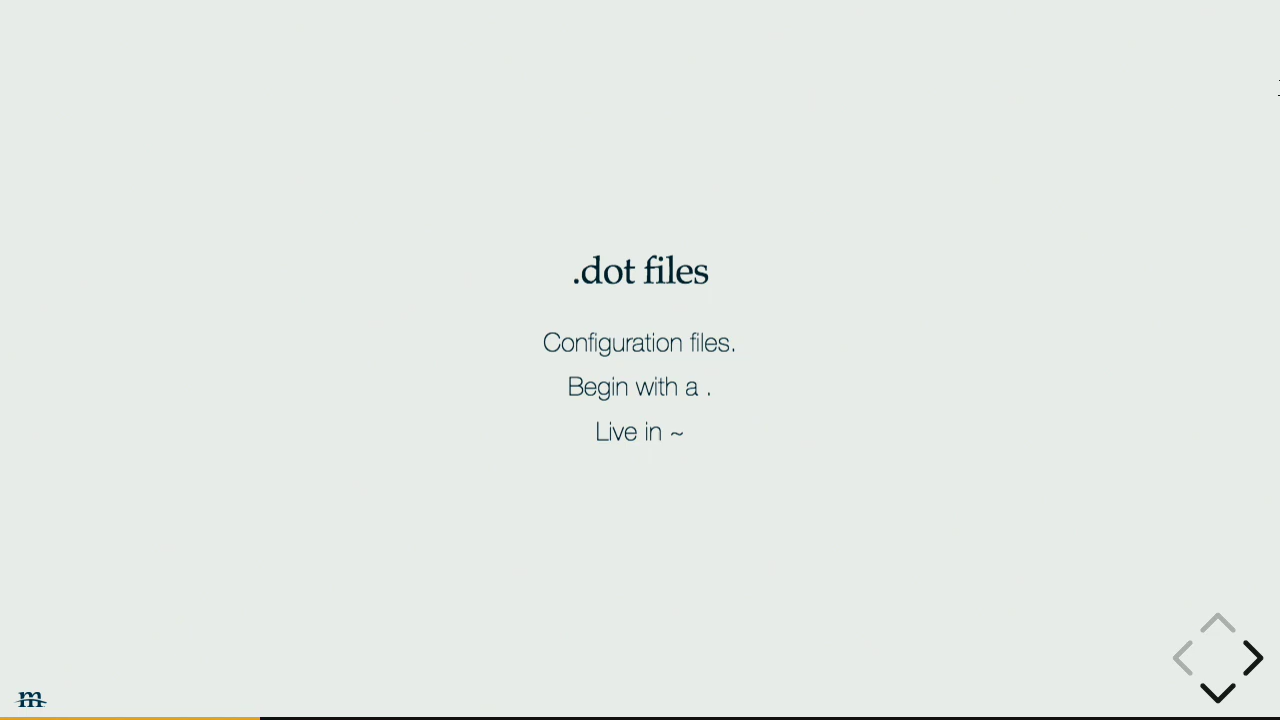 .dot files
Configuration files.
Begin with a .
Live in ~
m